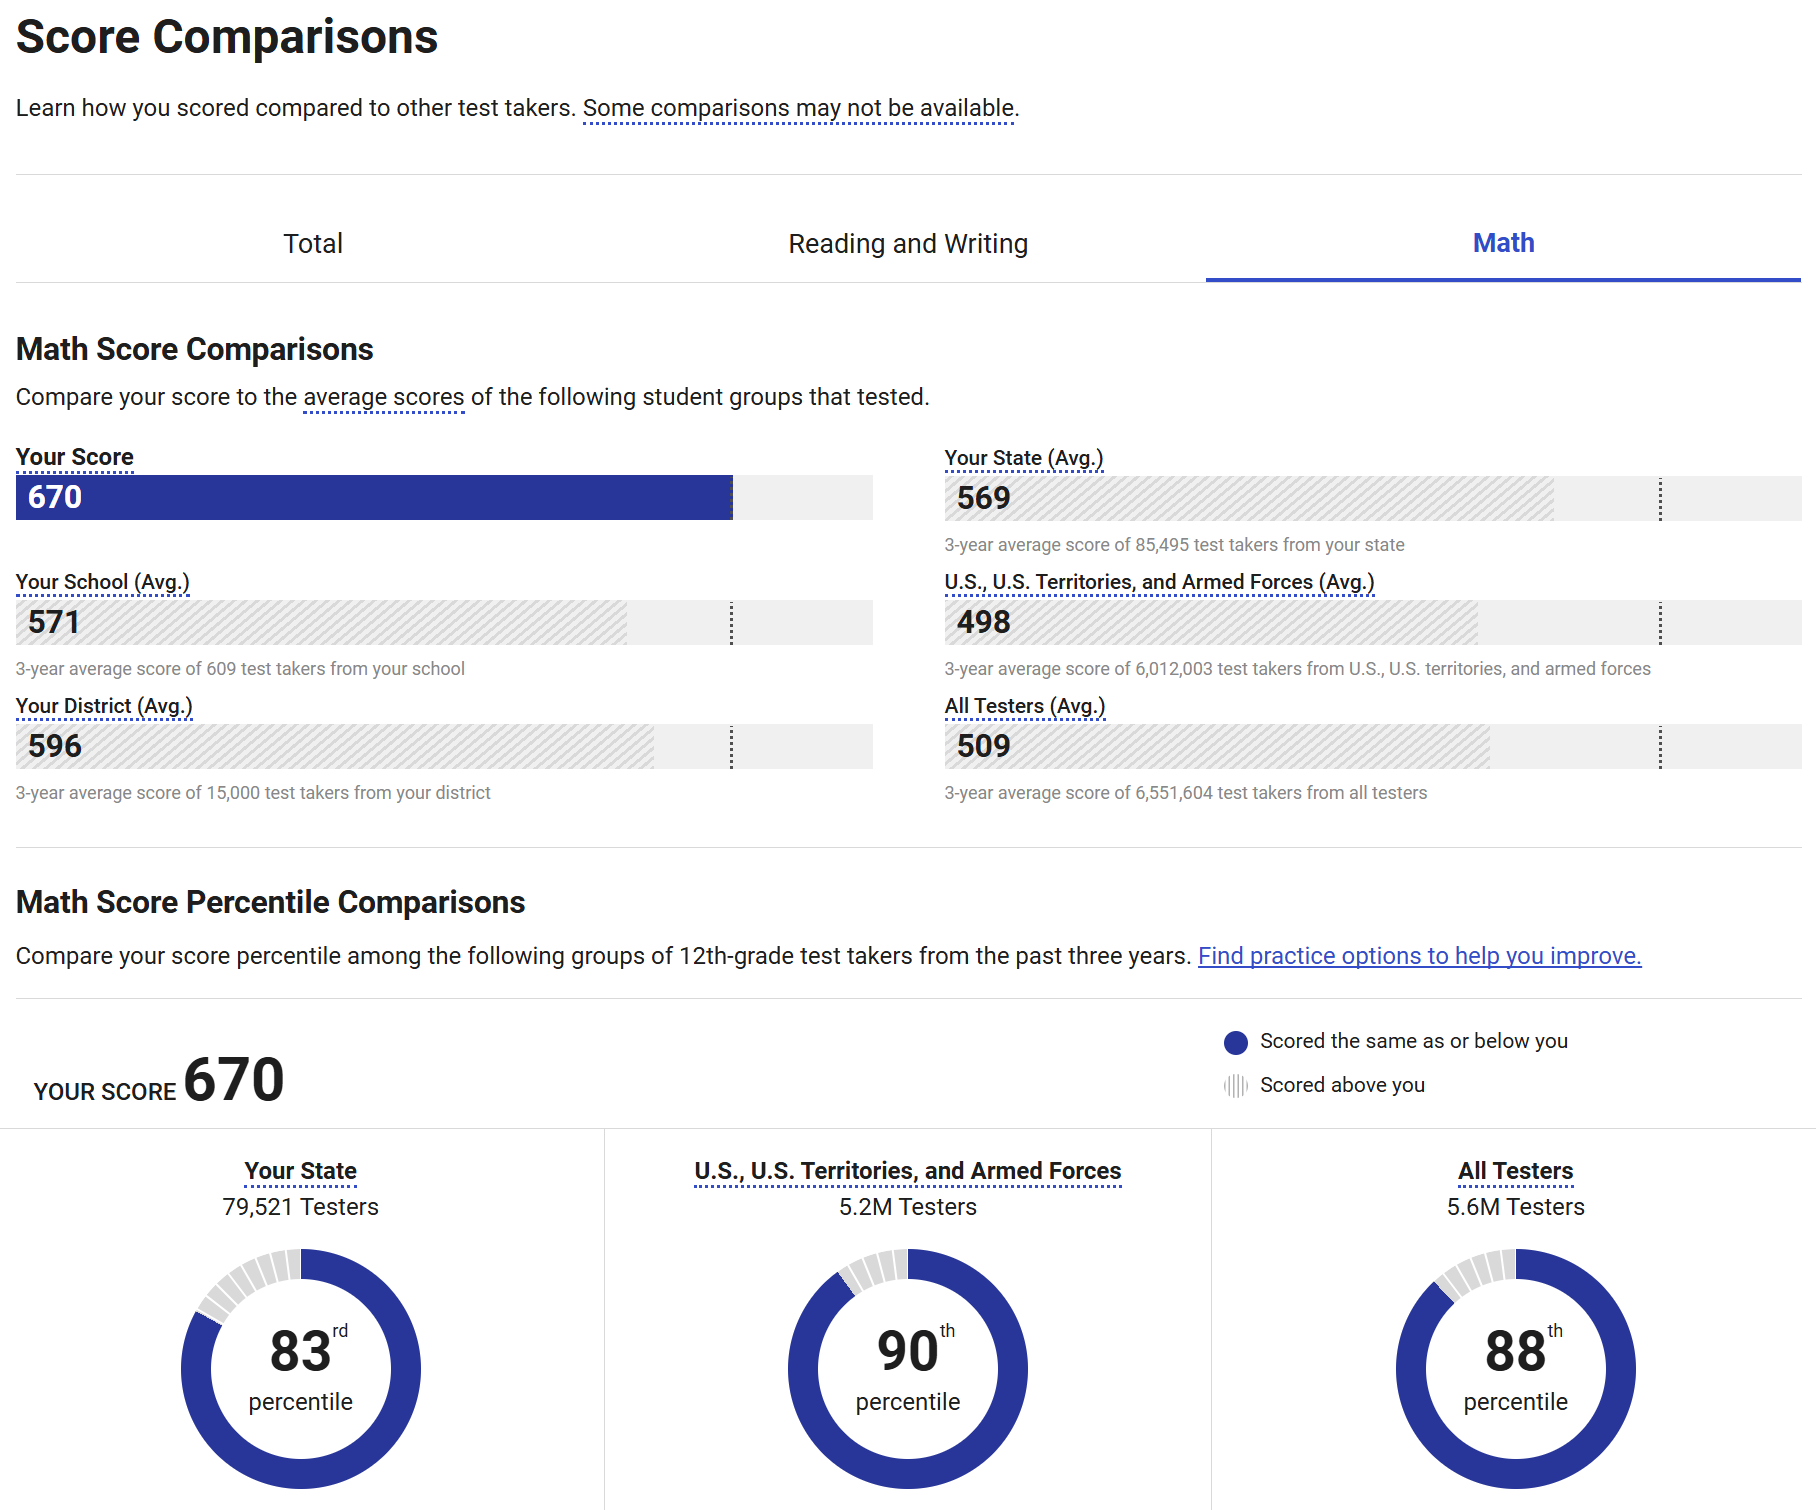 Score Comparisons
Learn how you scored compared to other test takers. Some comparisons may not be available.
Total
Reading and Writing
Math
Math Score Comparisons
Compare your score to the average scores of the following student groups that tested.
Your Score
670
Your State (Avg.)
569
3-year average score of 85,495 test takers from your state
Your School (Avg.)
571
3-year average score of 609 test takers from your school
U.S., U.S. Territories, and Armed Forces (Avg.)
498
3-year average score of 6,012,003 test takers from U.S., U.S. territories, and armed forces
Your District (Avg.)
596
3-year average score of 15,000 test takers from your district
All Testers (Avg.)
509
3-year average score of 6,551,604 test takers from all testers
Math Score Percentile Comparisons
Compare your score percentile among the following groups of 12th-grade test takers from the past three years. Find practice options to help you improve.
YOUR SCORE 670
Scored the same as or below you
Scored above you
Your State
79,521 Testers
83rd
percentile
U.S., U.S. Territories, and Armed Forces
5.2M Testers
90th
percentile
All Testers
5.6M Testers
88th
percentile